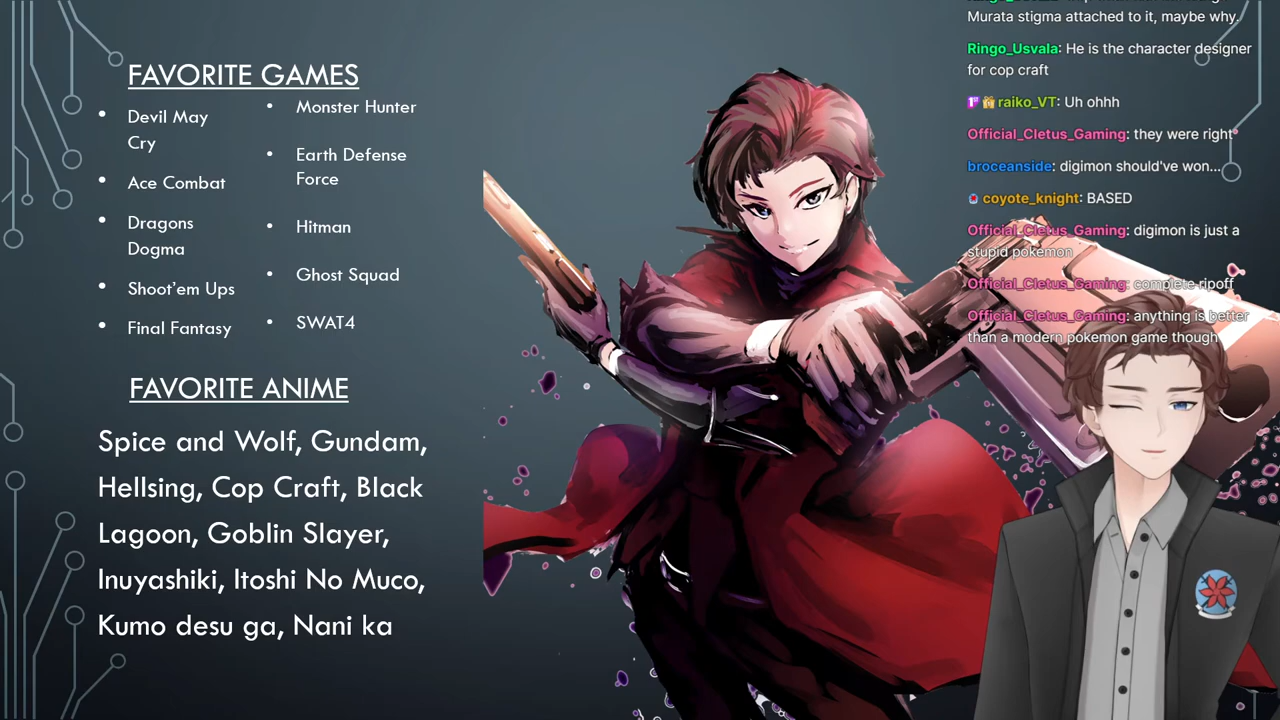 FAVORITE GAMES
• Devil May
Cry
• Ace Combat
• Dragons
Dogma
• Shoot'em Ups
• Final Fantasy
• Monster Hunter
• Earth Defense
Force
• Hitman
• Ghost Squad
• SWAT4
FAVORITE ANIME
Spice and Wolf, Gundam,
Hellsing, Cop Craft, Black
Lagoon, Goblin Slayer,
Inuyashiki, Itoshi No Muco,
Kumo desu ga, Nani ka
Murata stigma attached to it, maybe why.
Ringo_Usvala: He is the character designer
for cop craft
raiko_VT: Uh ohhh
Official_Cletus_Gaming: they were right
broceanside: digimon should've won...
coyote_knight: BASED
Official_Cletus_Gaming: digimon is just a
stupid pokemon
Official_Cletus_Gaming: complete ripoff
Official_Cletus_Gaming: anything is better
than a modern pokemon game though